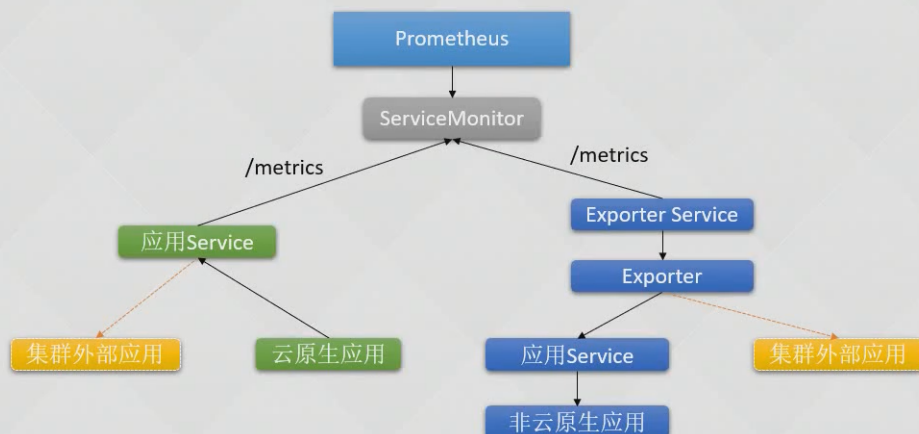 Prometheus
ServiceMonitor
/metrics
/metrics
Exporter Service
应用Service
Exporter
集群外部应用
云原生应用
应用Service
集群外部应用
非云原生应用